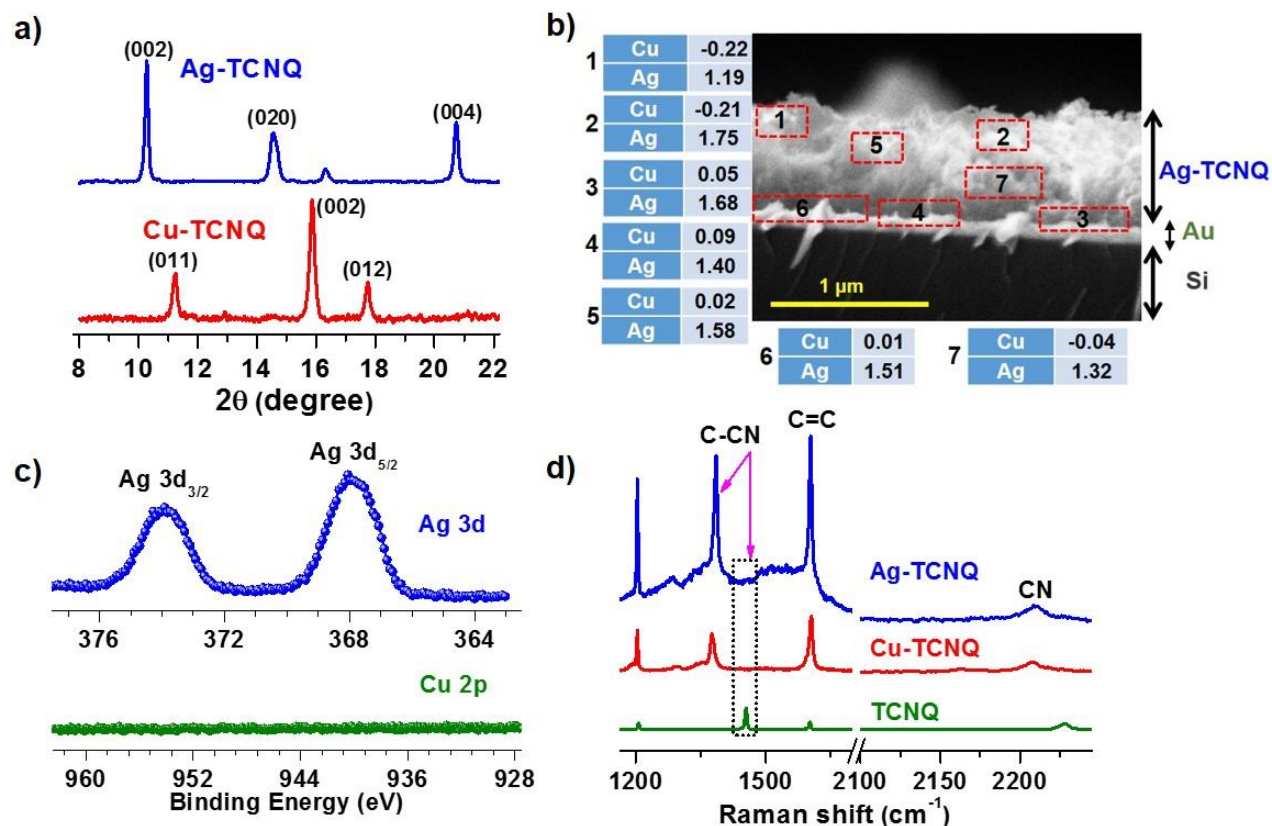 a)
(002)
Ag-TCNQ
(020)
(004)
Cu-TCNQ
(002)
(011)
(012)
8 10 12 14 16 18 20 22
2θ (degree)
b)
1
Cu -0.22
Ag 1.19
2
Cu -0.21
Ag 1.75
3
Cu 0.05
Ag 1.68
4
Cu 0.09
Ag 1.40
5
Cu 0.02
Ag 1.58
1
2
5
7
6
4
3
1 µm
Ag-TCNQ
Au
Si
6
Cu 0.01
Ag 1.51
7
Cu -0.04
Ag 1.32
c)
Ag 3d3/2
Ag 3d5/2
Ag 3d
376 372 368 364
Cu 2p
960 952 944 936 928
Binding Energy (eV)
d)
C-CN
C=C
Ag-TCNQ
CN
Cu-TCNQ
TCNQ
1200 1500 2100 2150 2200
Raman shift (cm-1)